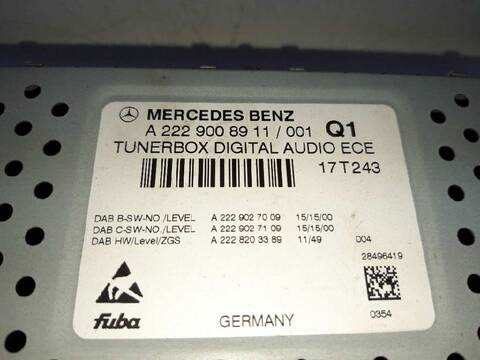 MERCEDES BENZ
A 222 900 89 11 / 001 Q1
TUNERBOX DIGITAL AUDIO ECE
17T243
DAB B-SW-NO./LEVEL A 222 902 70 09 15/15/00
DAB C-SW-NO./LEVEL A 222 902 71 09 15/15/00
DAB HW/Level/ZGS A 222 820 33 89 11/49 004
28496419
fuba GERMANY 0354